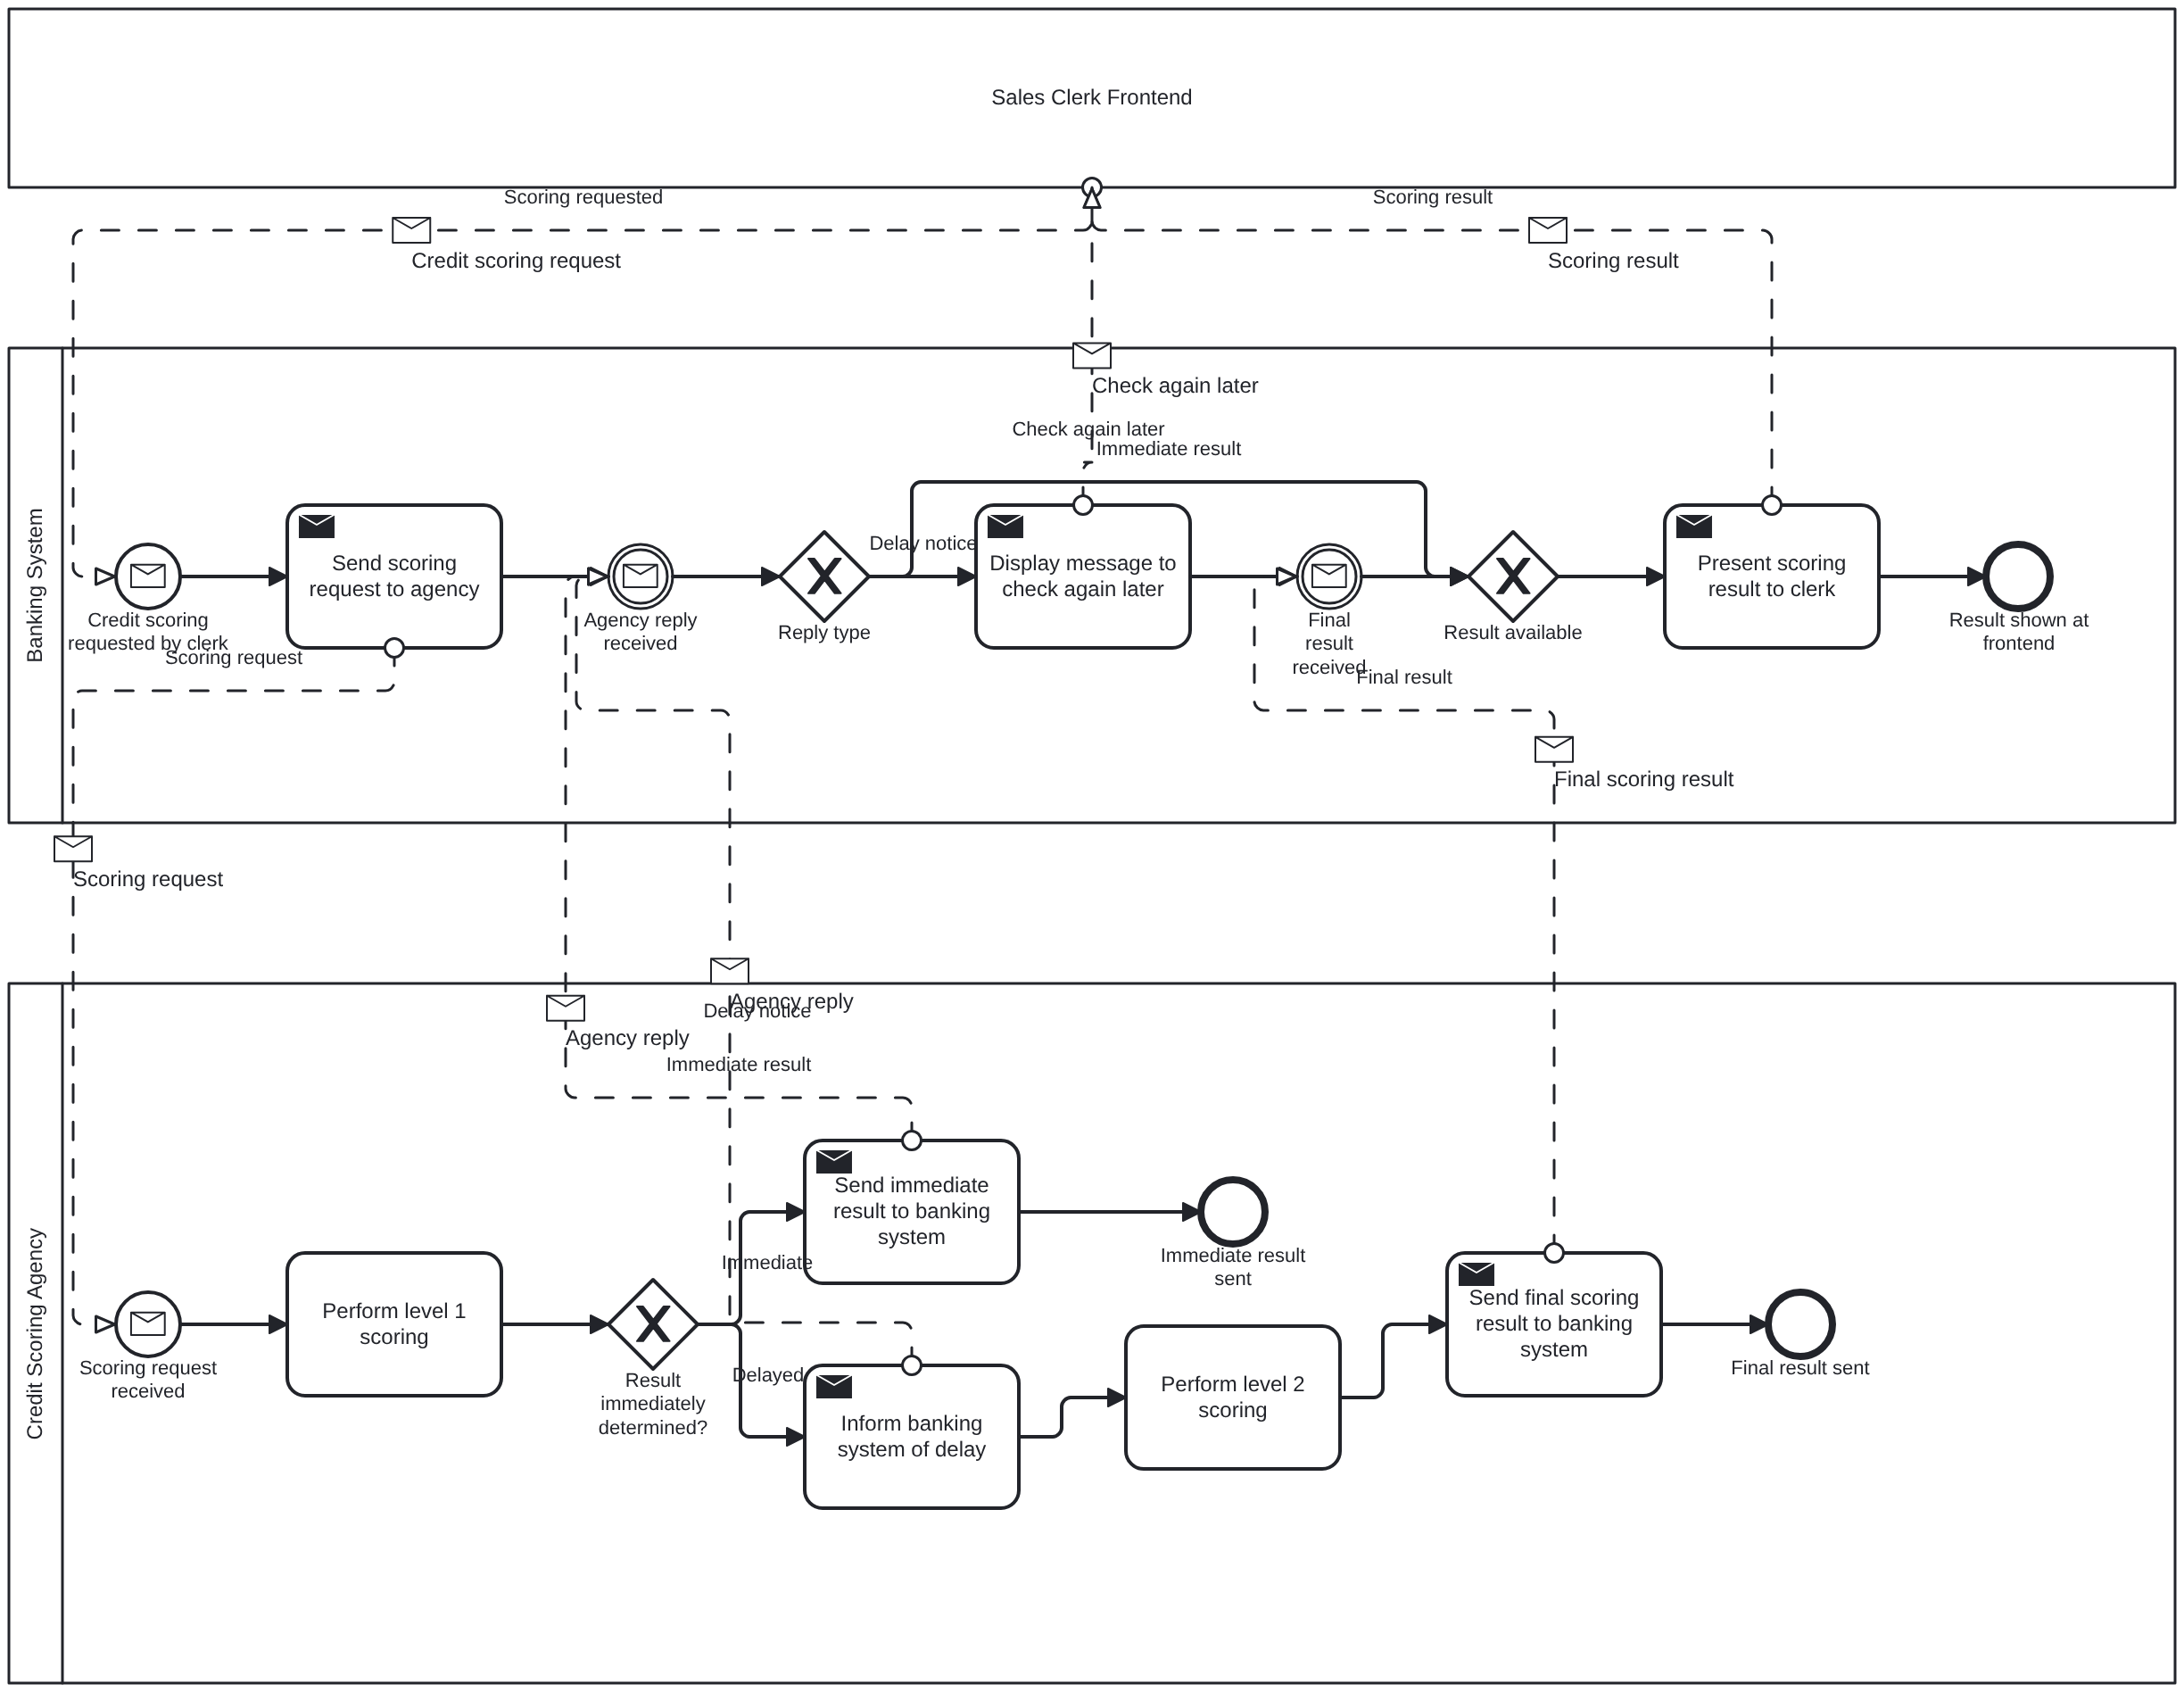 Sales Clerk Frontend
Scoring requested
Scoring result
Credit scoring request
Scoring result
Check again later
Check again later
Immediate result
Banking System
Send scoring
request to agency
Delay notice
Display message to
check again later
Present scoring
result to clerk
Credit scoring
requested by clerk
Agency reply
received
Reply type
Final
result
received
Result available
Result shown at
frontend
Scoring request
Final result
Final scoring result
Scoring request
Agency reply
Delay notice
Agency reply
Immediate result
Credit Scoring Agency
Send immediate
result to banking
system
Immediate
Immediate result
sent
Perform level 1
scoring
Send final scoring
result to banking
system
Scoring request
received
Result
immediately
determined?
Delayed
Inform banking
system of delay
Perform level 2
scoring
Final result sent